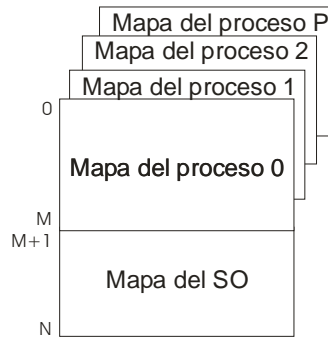 Mapa del proceso P
Mapa del proceso 2
Mapa del proceso 1
0
Mapa del proceso 0
M
M+1
Mapa del SO
N